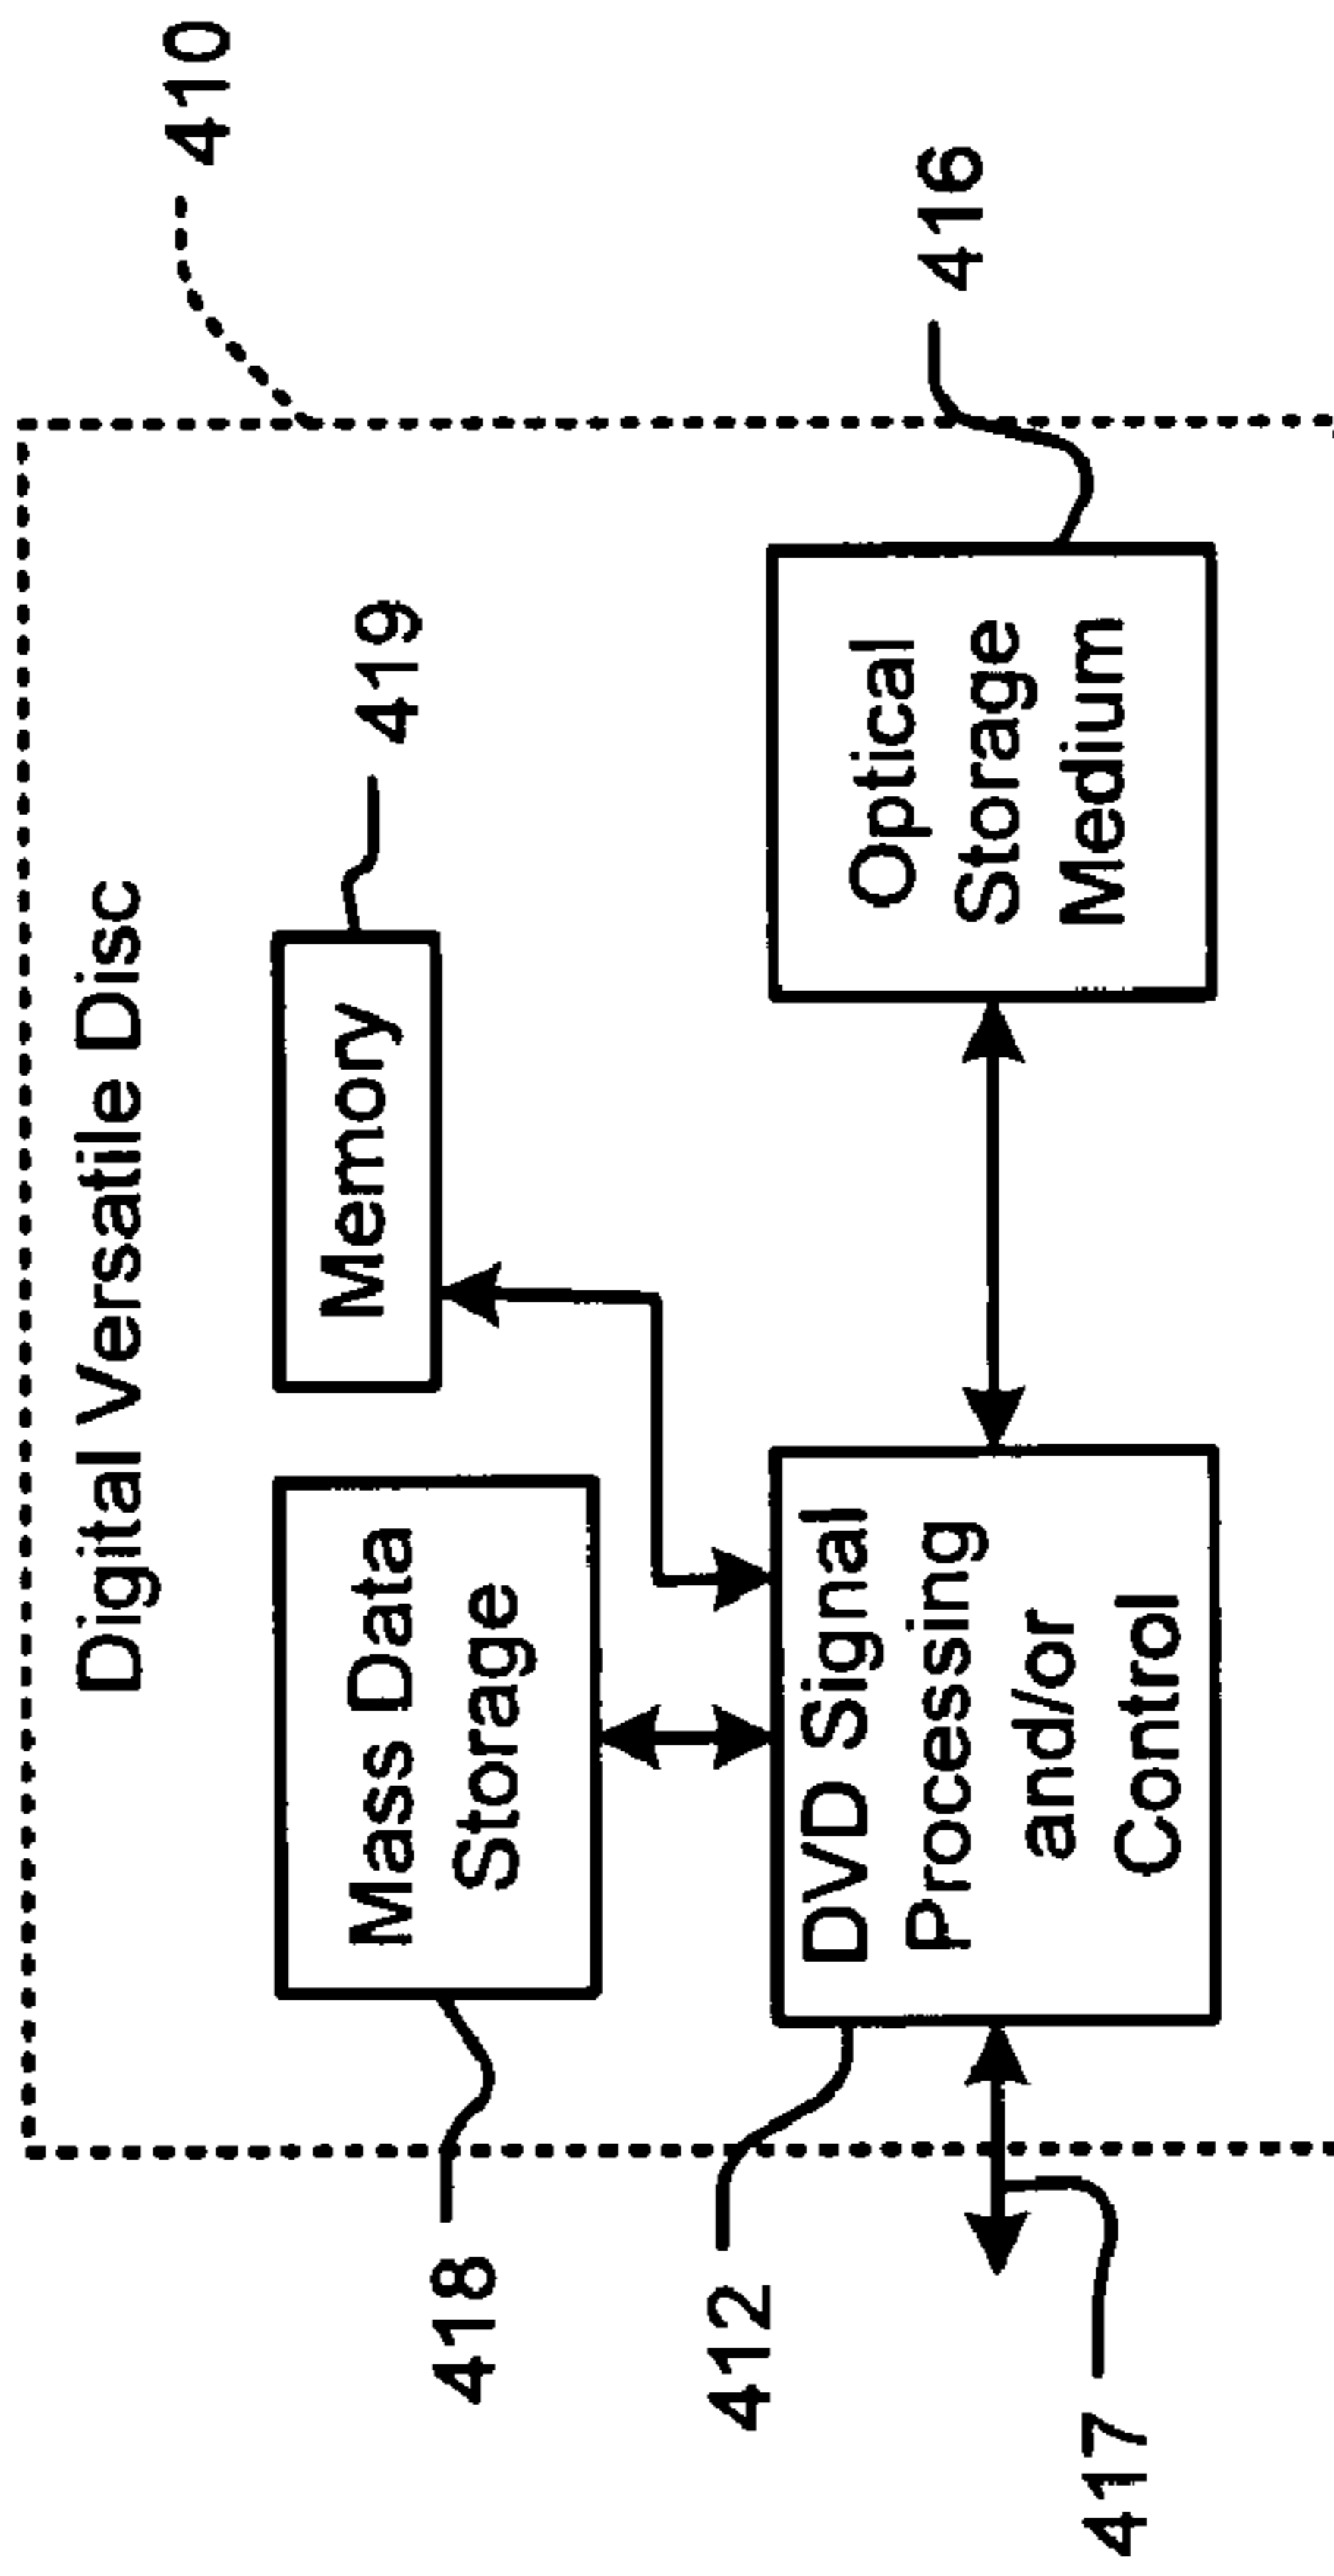 410
Digital Versatile Disc
418
Mass Data
Storage
Memory
419
412
DVD Signal
Processing
and/or
Control
Optical
Storage
Medium
416
417